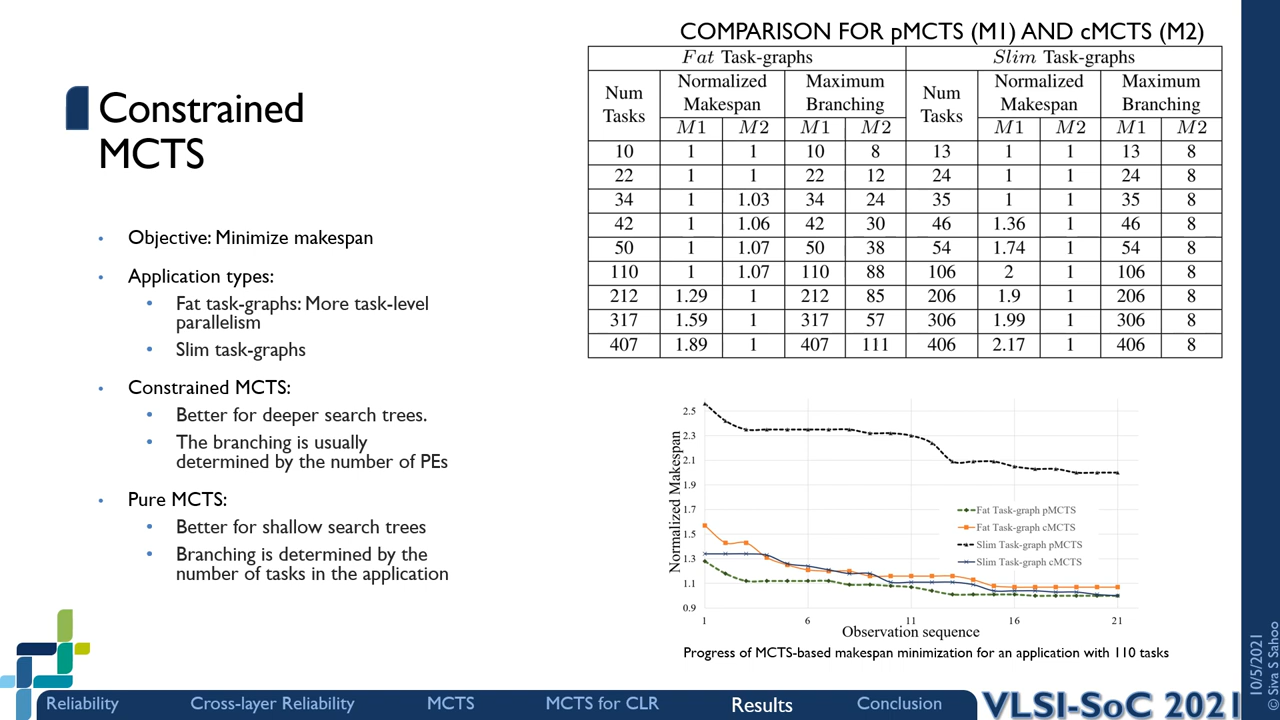 Constrained
MCTS
• Objective: Minimize makespan
• Application types:
• Fat task-graphs: More task-level
parallelism
• Slim task-graphs
• Constrained MCTS:
• Better for deeper search trees.
• The branching is usually
determined by the number of PEs
• Pure MCTS:
• Better for shallow search trees
• Branching is determined by the
number of tasks in the application
COMPARISON FOR pMCTS (M1) AND cMCTS (M2)
Fat Task-graphs Slim Task-graphs
Num Tasks Normalized Makespan Maximum Branching Num Tasks Normalized Makespan Maximum Branching
M1 M2 M1 M2 M1 M2 M1 M2
10 1 1 10 8 13 1 1 13 8
22 1 1 22 12 24 1 1 24 8
34 1 1.03 34 24 35 1 1 35 8
42 1 1.06 42 30 46 1.36 1 46 8
50 1 1.07 50 38 54 1.74 1 54 8
110 1 1.07 110 88 106 2 1 106 8
212 1.29 1 212 85 206 1.9 1 206 8
317 1.59 1 317 57 306 1.99 1 306 8
407 1.89 1 407 111 406 2.17 1 406 8
Normalized Makespan
2.5
2.3
2.1
1.9
1.7
1.5
1.3
1.1
0.9
Fat Task-graph pMCTS
Fat Task-graph cMCTS
Slim Task-graph pMCTS
Slim Task-graph cMCTS
1 6 11 16 21
Observation sequence
Progress of MCTS-based makespan minimization for an application with 110 tasks
Reliability Cross-layer Reliability MCTS MCTS for CLR Results Conclusion
VLSI-SoC 2021
10/5/2021
© Siva S Sahoo